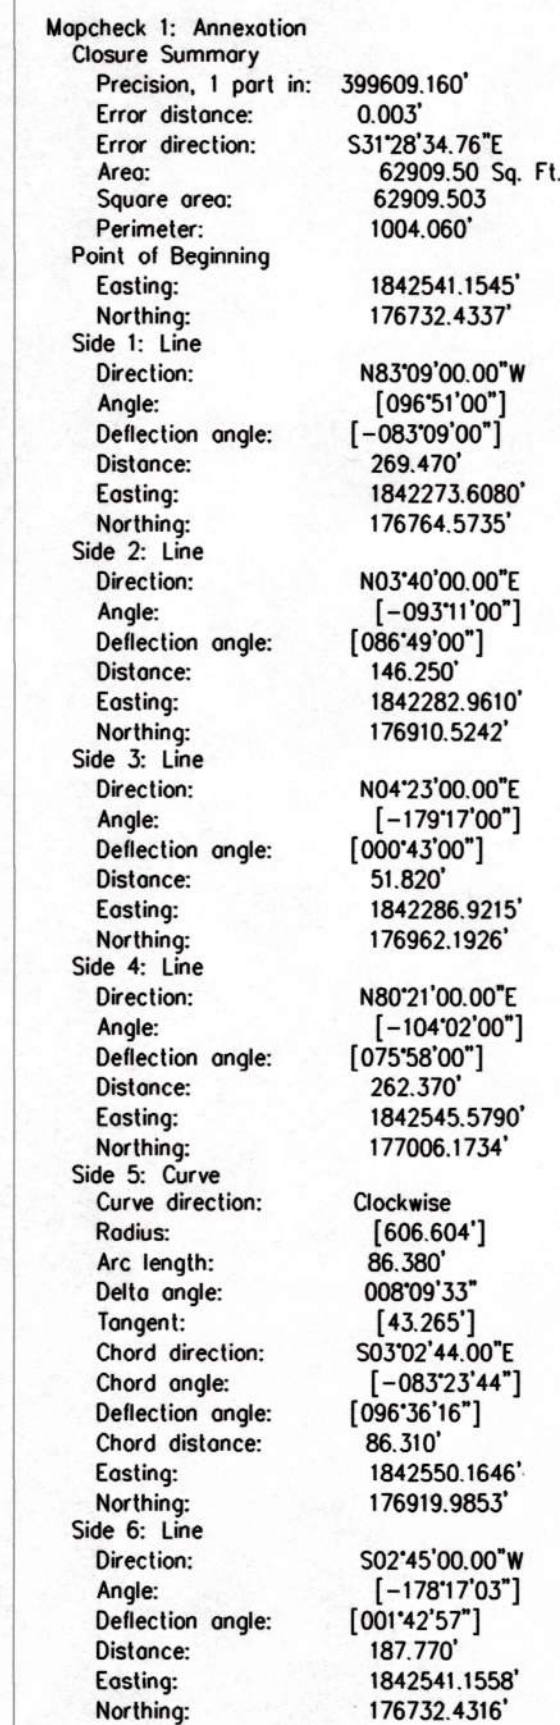 Mapcheck 1: Annexation
Closure Summary
Precision, 1 part in: 399609.160'
Error distance: 0.003'
Error direction: S31°28'34.76"E
Area: 62909.50 Sq. Ft.
Square area: 62909.503
Perimeter: 1004.060'
Point of Beginning
Easting: 1842541.1545'
Northing: 176732.4337'
Side 1: Line
Direction: N83°09'00.00"W
Angle: [096°51'00"]
Deflection angle: [-083°09'00"]
Distance: 269.470'
Easting: 1842273.6080'
Northing: 176764.5735'
Side 2: Line
Direction: N03°40'00.00"E
Angle: [-093°11'00"]
Deflection angle: [086°49'00"]
Distance: 146.250'
Easting: 1842282.9610'
Northing: 176910.5242'
Side 3: Line
Direction: N04°23'00.00"E
Angle: [-179°17'00"]
Deflection angle: [000°43'00"]
Distance: 51.820'
Easting: 1842286.9215'
Northing: 176962.1926'
Side 4: Line
Direction: N80°21'00.00"E
Angle: [-104°02'00"]
Deflection angle: [075°58'00"]
Distance: 262.370'
Easting: 1842545.5790'
Northing: 177006.1734'
Side 5: Curve
Curve direction: Clockwise
Radius: [606.604']
Arc length: 86.380'
Delta angle: 008°09'33"
Tangent: [43.265']
Chord direction: S03°02'44.00"E
Chord angle: [-083°23'44"]
Deflection angle: [096°36'16"]
Chord distance: 86.310'
Easting: 1842550.1646'
Northing: 176919.9853'
Side 6: Line
Direction: S02°45'00.00"W
Angle: [-178°17'03"]
Deflection angle: [001°42'57"]
Distance: 187.770'
Easting: 1842541.1558'
Northing: 176732.4316'